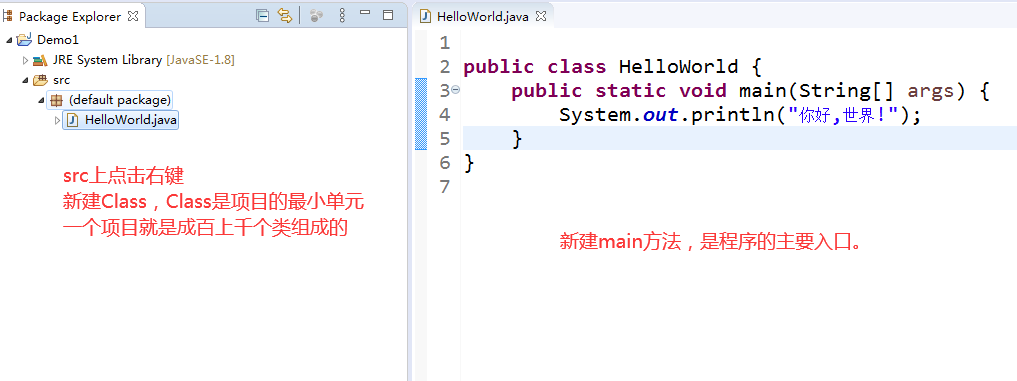 Package Explorer
Demo1
JRE System Library [JavaSE-1.8]
src
(default package)
HelloWorld.java
src上点击右键
新建Class，Class是项目的最小单元
一个项目就是成百上千个类组成的
HelloWorld.java
1
2 public class HelloWorld {
3 public static void main(String[] args) {
4 System.out.println("你好,世界!");
5 }
6 }
7
新建main方法，是程序的主要入口。